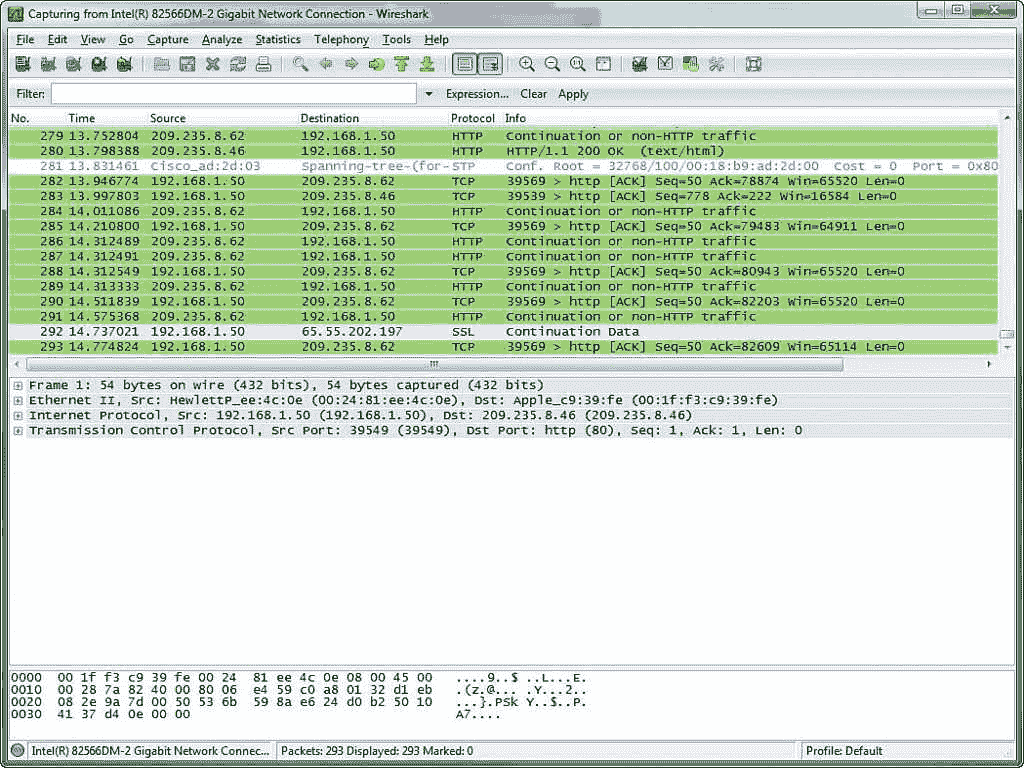 Capturing from Intel(R) 82566DM-2 Gigabit Network Connection - Wireshark
File Edit View Go Capture Analyze Statistics Telephony Tools Help
Filter: Expression... Clear Apply
No. Time Source Destination Protocol Info
279 13.752804 209.235.8.62 192.168.1.50 HTTP Continuation or non-HTTP traffic
280 13.798388 209.235.8.46 192.168.1.50 HTTP HTTP/1.1 200 OK (text/html)
281 13.831461 Cisco_ad:2d:03 Spanning-tree-(for- STP Conf. Root = 32768/100/00:18:b9:ad:2d:00 Cost = 0 Port = 0x80
282 13.946774 192.168.1.50 209.235.8.62 TCP 39569 > http [ACK] Seq=50 Ack=78874 Win=65520 Len=0
283 13.997803 192.168.1.50 209.235.8.46 TCP 39539 > http [ACK] Seq=778 Ack=222 Win=16584 Len=0
284 14.011086 209.235.8.62 192.168.1.50 HTTP Continuation or non-HTTP traffic
285 14.210800 192.168.1.50 209.235.8.62 TCP 39569 > http [ACK] Seq=50 Ack=79483 Win=64911 Len=0
286 14.312489 209.235.8.62 192.168.1.50 HTTP Continuation or non-HTTP traffic
287 14.312491 209.235.8.62 192.168.1.50 HTTP Continuation or non-HTTP traffic
288 14.312549 192.168.1.50 209.235.8.62 TCP 39569 > http [ACK] Seq=50 Ack=80943 Win=65520 Len=0
289 14.313333 209.235.8.62 192.168.1.50 HTTP Continuation or non-HTTP traffic
290 14.511839 192.168.1.50 209.235.8.62 TCP 39569 > http [ACK] Seq=50 Ack=82203 Win=65520 Len=0
291 14.575368 209.235.8.62 192.168.1.50 HTTP Continuation or non-HTTP traffic
292 14.737021 192.168.1.50 65.55.202.197 SSL Continuation Data
293 14.774824 192.168.1.50 209.235.8.62 TCP 39569 > http [ACK] Seq=50 Ack=82609 Win=65114 Len=0
Frame 1: 54 bytes on wire (432 bits), 54 bytes captured (432 bits)
Ethernet II, Src: HewlettP_ee:4c:0e (00:24:81:ee:4c:0e), Dst: Apple_c9:39:fe (00:1f:f3:c9:39:fe)
Internet Protocol, Src: 192.168.1.50 (192.168.1.50), Dst: 209.235.8.46 (209.235.8.46)
Transmission Control Protocol, Src Port: 39549 (39549), Dst Port: http (80), Seq: 1, Ack: 1, Len: 0
0000 00 1f f3 c9 39 fe 00 24 81 ee 4c 0e 08 00 45 00 ....9..$ ..L...E.
0010 00 28 7a 82 40 00 80 06 e4 59 c0 a8 01 32 d1 eb .(z.@... .Y...2..
0020 08 2e 9a 7d 00 50 53 6b 59 8a e6 24 d0 b2 50 10 ...}.PSk Y..$..P.
0030 41 37 d4 0e 00 00 A7....
Intel(R) 82566DM-2 Gigabit Network Connec... Packets: 293 Displayed: 293 Marked: 0 Profile: Default